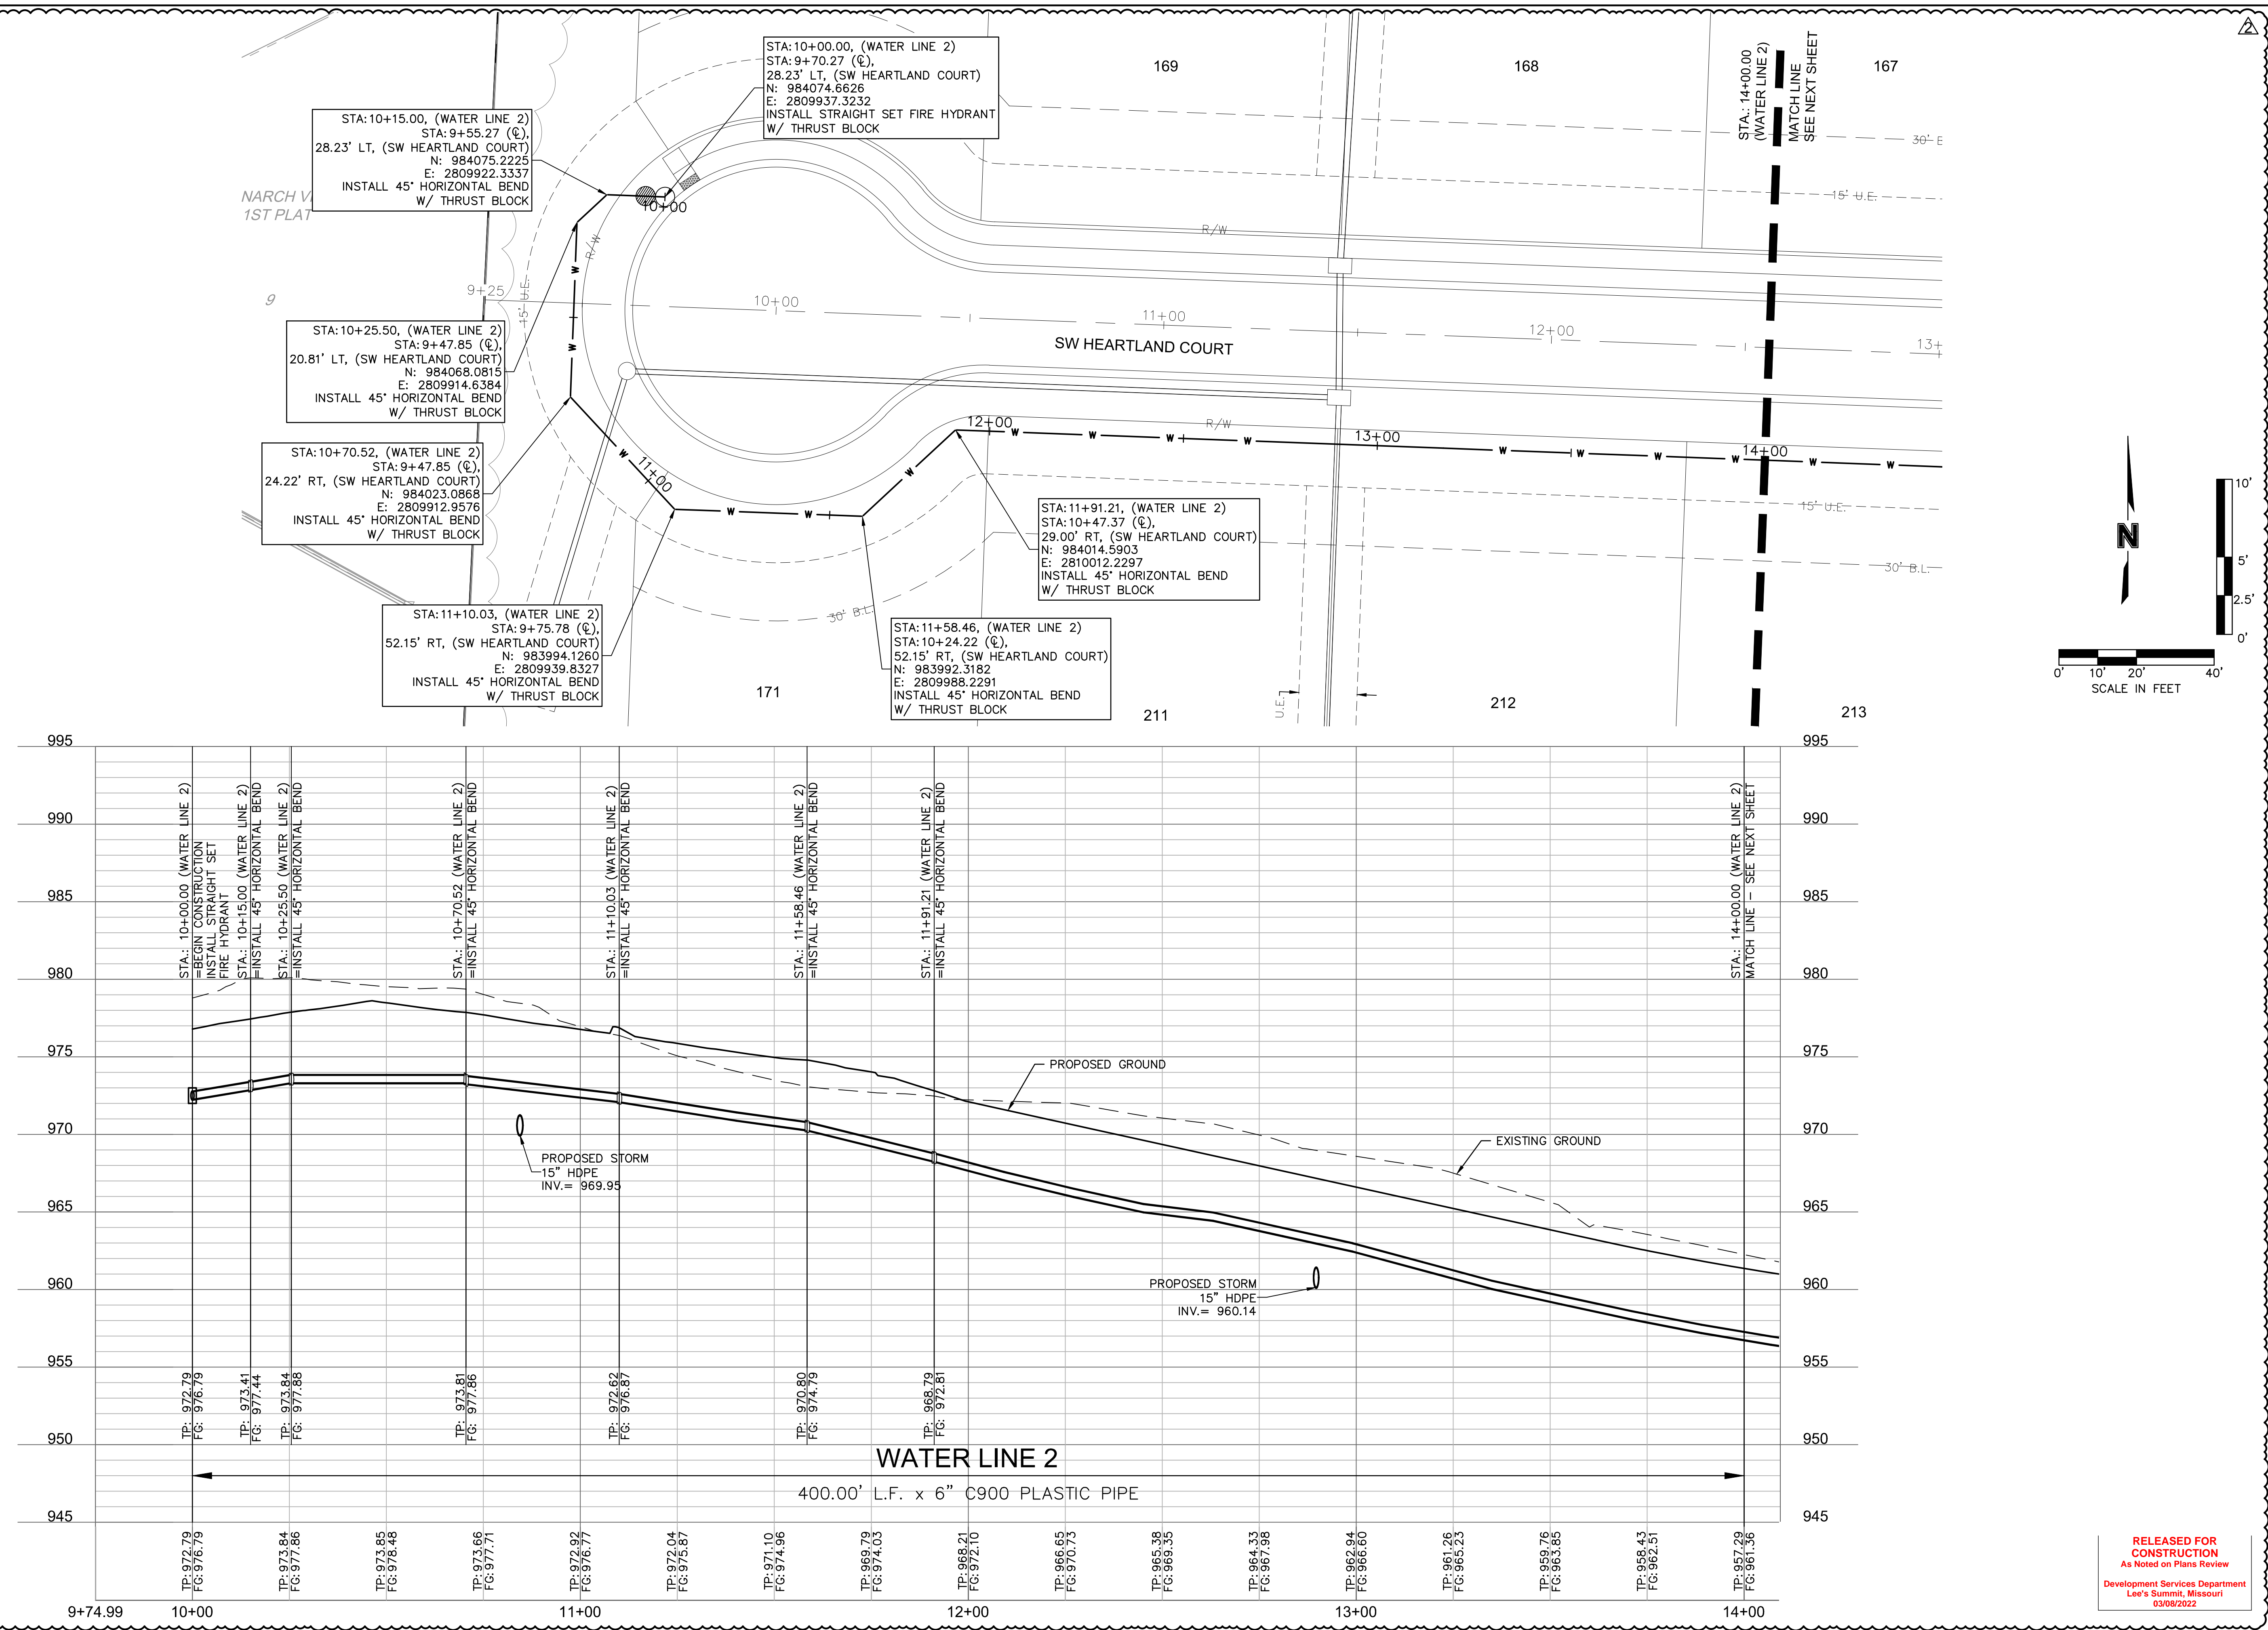 2
STA:10+00.00, (WATER LINE 2)
STA:9+70.27 (℄),
28.23' LT, (SW HEARTLAND COURT)
N: 984074.6626
E: 2809937.3232
INSTALL STRAIGHT SET FIRE HYDRANT
W/ THRUST BLOCK
169
168
167
STA.: 14+00.00
(WATER LINE 2)
MATCH LINE
SEE NEXT SHEET
STA:10+15.00, (WATER LINE 2)
STA:9+55.27 (℄),
28.23' LT, (SW HEARTLAND COURT)
N: 984075.2225
E: 2809922.3337
INSTALL 45° HORIZONTAL BEND
W/ THRUST BLOCK
30' B
15' U.E.
NARCH V
1ST PLAT
10+00
R/W
R/W
9
9+25
15' U.E.
10+00
11+00
12+00
13+
SW HEARTLAND COURT
STA:10+25.50, (WATER LINE 2)
STA:9+47.85 (℄),
20.81' LT, (SW HEARTLAND COURT)
N: 984068.0815
E: 2809914.6384
INSTALL 45° HORIZONTAL BEND
W/ THRUST BLOCK
W W W W W W W W W W W W W W W W
11+00
12+00
R/W
13+00
14+00
STA:10+70.52, (WATER LINE 2)
STA:9+47.85 (℄),
24.22' RT, (SW HEARTLAND COURT)
N: 984023.0868
E: 2809912.9576
INSTALL 45° HORIZONTAL BEND
W/ THRUST BLOCK
STA:11+91.21, (WATER LINE 2)
STA:10+47.37 (℄),
29.00' RT, (SW HEARTLAND COURT)
N: 984014.5903
E: 2810012.2297
INSTALL 45° HORIZONTAL BEND
W/ THRUST BLOCK
15' U.E.
30' B.L.
30' B.L.
STA:11+10.03, (WATER LINE 2)
STA:9+75.78 (℄),
52.15' RT, (SW HEARTLAND COURT)
N: 983994.1260
E: 2809939.8327
INSTALL 45° HORIZONTAL BEND
W/ THRUST BLOCK
STA:11+58.46, (WATER LINE 2)
STA:10+24.22 (℄),
52.15' RT, (SW HEARTLAND COURT)
N: 983992.3182
E: 2809988.2291
INSTALL 45° HORIZONTAL BEND
W/ THRUST BLOCK
171
211
U.E.
212
213
N
10'
5'
2.5'
0'
0' 10' 20' 40'
SCALE IN FEET
995 995
990 990
985 985
980 980
975 975
970 970
965 965
960 960
955 955
950 950
945 945
STA.: 10+00.00 (WATER LINE 2)
=BEGIN CONSTRUCTION
INSTALL STRAIGHT SET
FIRE HYDRANT
STA.: 10+15.00 (WATER LINE 2)
=INSTALL 45° HORIZONTAL BEND
STA.: 10+25.50 (WATER LINE 2)
=INSTALL 45° HORIZONTAL BEND
STA.: 10+70.52 (WATER LINE 2)
=INSTALL 45° HORIZONTAL BEND
STA.: 11+10.03 (WATER LINE 2)
=INSTALL 45° HORIZONTAL BEND
STA.: 11+58.46 (WATER LINE 2)
=INSTALL 45° HORIZONTAL BEND
STA.: 11+91.21 (WATER LINE 2)
=INSTALL 45° HORIZONTAL BEND
STA.: 14+00.00 (WATER LINE 2)
MATCH LINE - SEE NEXT SHEET
PROPOSED GROUND
EXISTING GROUND
PROPOSED STORM
15" HDPE
INV.= 969.95
PROPOSED STORM
15" HDPE
INV.= 960.14
TP: 972.79
FG: 976.79
TP: 973.41
FG: 977.44
TP: 973.84
FG: 977.88
TP: 973.81
FG: 977.86
TP: 972.62
FG: 976.87
TP: 970.80
FG: 974.79
TP: 968.79
FG: 972.81
WATER LINE 2
400.00' L.F. x 6" C900 PLASTIC PIPE
TP:972.79
FG:976.79
TP:973.84
FG:977.86
TP:973.85
FG:978.48
TP:973.66
FG:977.71
TP:972.92
FG:976.77
TP:972.04
FG:975.87
TP:971.10
FG:974.96
TP:969.79
FG:974.03
TP:968.21
FG:972.10
TP:966.65
FG:970.73
TP:965.38
FG:969.35
TP:964.33
FG:967.98
TP:962.94
FG:966.60
TP:961.26
FG:965.23
TP:959.76
FG:963.85
TP:958.43
FG:962.51
TP:957.29
FG:961.36
9+74.99 10+00 11+00 12+00 13+00 14+00
RELEASED FOR
CONSTRUCTION
As Noted on Plans Review
Development Services Department
Lee's Summit, Missouri
03/08/2022